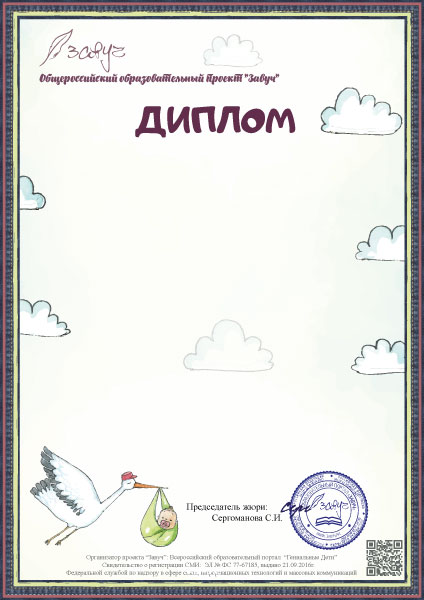 завуч
Общероссийский образовательный проект "Завуч"
ДИПЛОМ
Председатель жюри:
Сергоманова С.И.
завуч
Организатор проекта "Завуч": Всероссийский образовательный портал "Гениальные Дети"
Свидетельство о регистрации СМИ: ЭЛ № ФС 77-67185, выдано 21.09.2016г.
Федеральной службой по надзору в сфере связи, информационных технологий и массовых коммуникаций